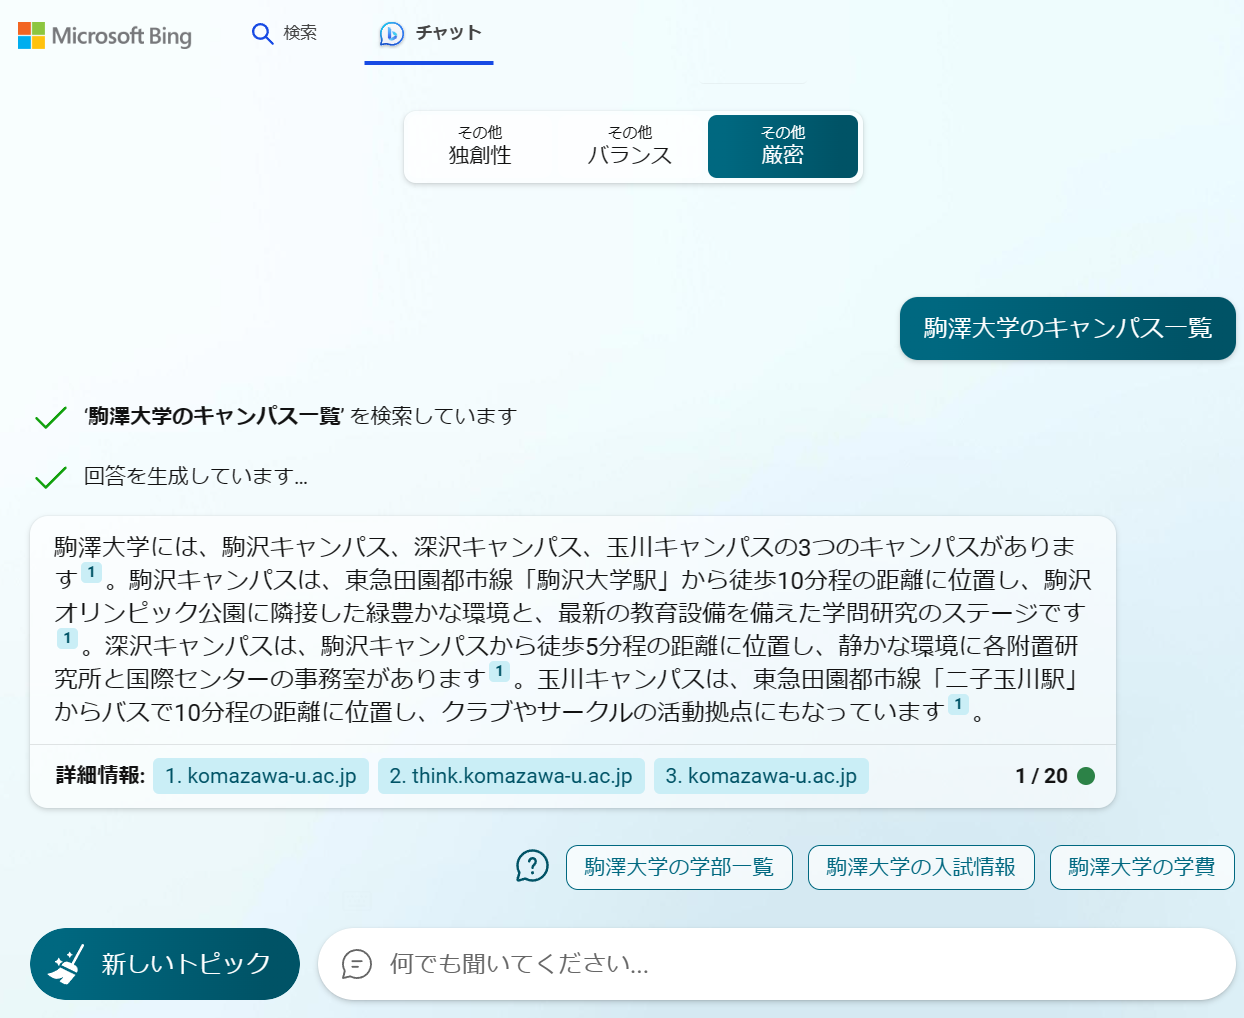 Microsoft Bing
検索
チャット
その他
独創性
その他
バランス
その他
厳密
駒澤大学のキャンパス一覧
‘駒澤大学のキャンパス一覧’ を検索しています
回答を生成しています...
駒澤大学には、駒沢キャンパス、深沢キャンパス、玉川キャンパスの3つのキャンパスがありま
す1。駒沢キャンパスは、東急田園都市線「駒沢大学駅」から徒歩10分程の距離に位置し、駒沢
オリンピック公園に隣接した緑豊かな環境と、最新の教育設備を備えた学問研究のステージです
1。深沢キャンパスは、駒沢キャンパスから徒歩5分程の距離に位置し、静かな環境に各附置研
究所と国際センターの事務室があります1。玉川キャンパスは、東急田園都市線「二子玉川駅」
からバスで10分程の距離に位置し、クラブやサークルの活動拠点にもなっています1。
詳細情報: 1. komazawa-u.ac.jp 2. think.komazawa-u.ac.jp 3. komazawa-u.ac.jp 1 / 20
駒澤大学の学部一覧 駒澤大学の入試情報 駒澤大学の学費
新しいトピック
何でも聞いてください...